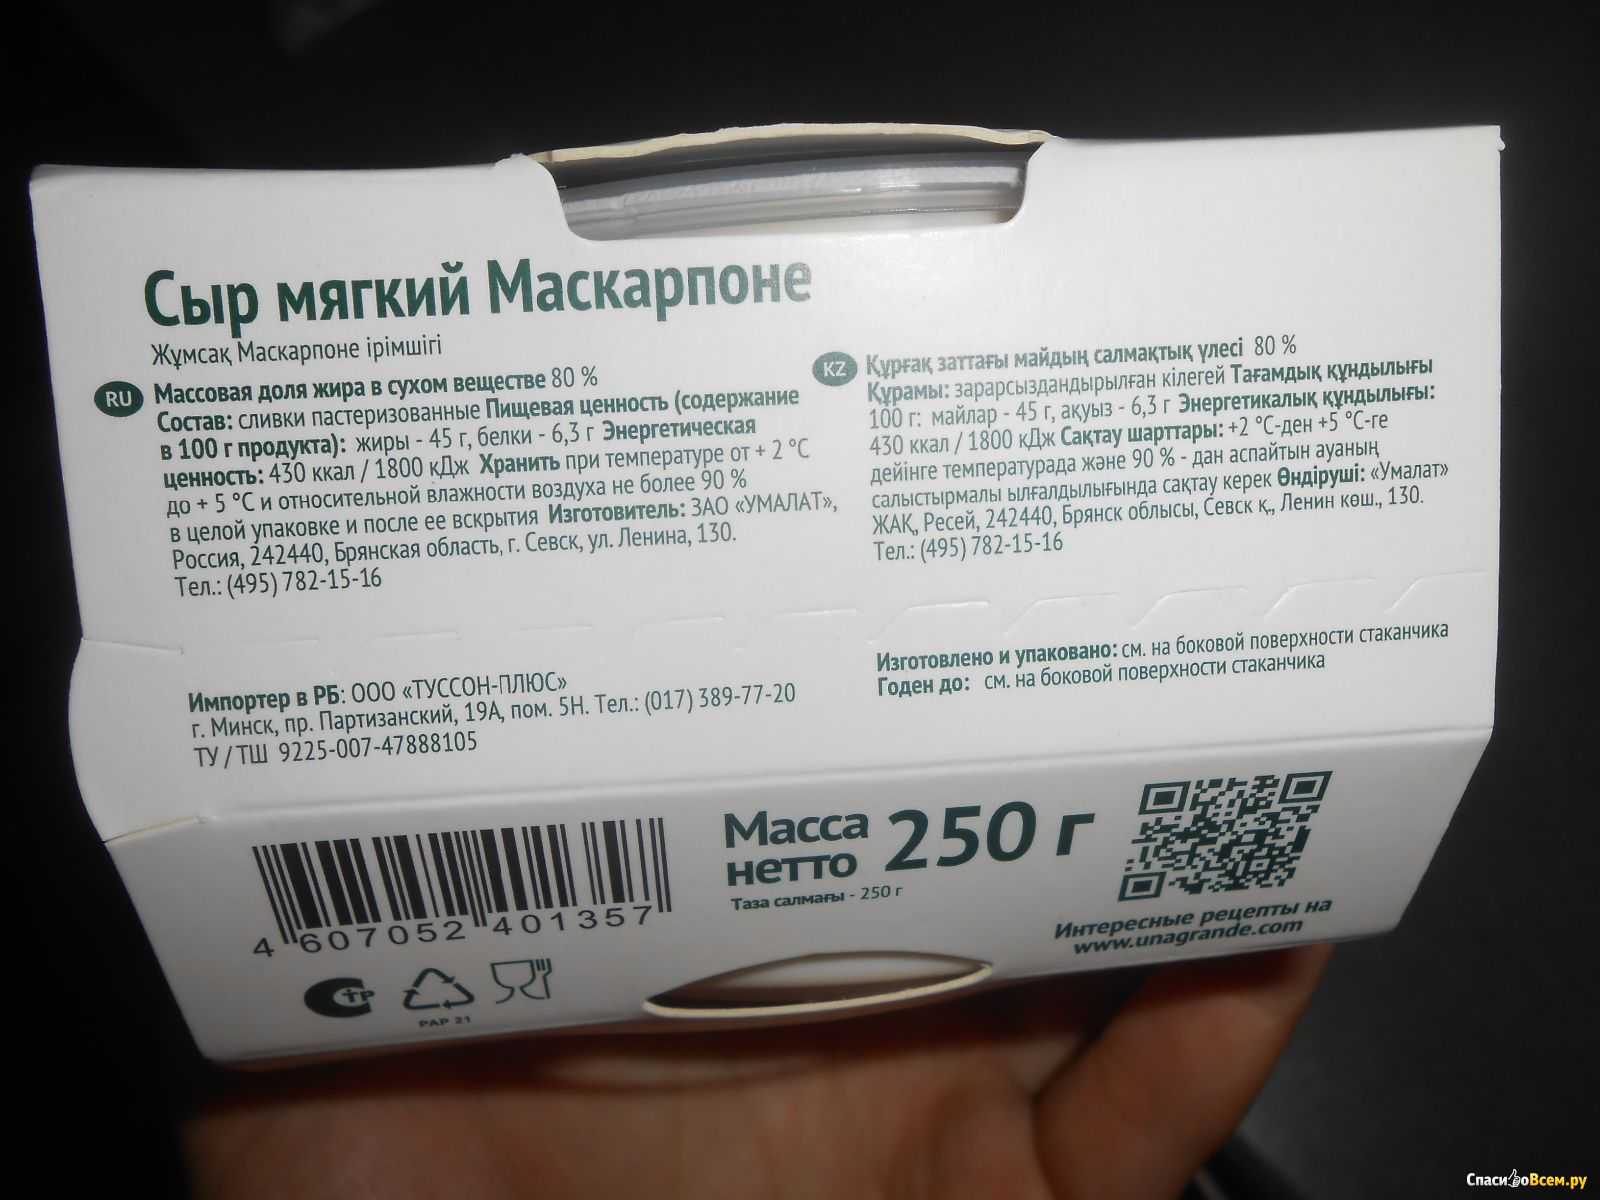 Сыр мягкий Маскарпоне
Жұмсақ Маскарпоне ірімшігі
RU
Массовая доля жира в сухом веществе 80 %
Состав: сливки пастеризованные Пищевая ценность (содержание
в 100 г продукта): жиры - 45 г, белки - 6,3 г Энергетическая
ценность: 430 ккал / 1800 кДж Хранить при температуре от + 2 °C
до + 5 °C и относительной влажности воздуха не более 90 %
в целой упаковке и после ее вскрытия Изготовитель: ЗАО «УМАЛАТ»,
Россия, 242440, Брянская область, г. Севск, ул. Ленина, 130.
Тел.: (495) 782-15-16
KZ
Құрғақ заттағы майдың салмақтық үлесі 80 %
Құрамы: зарарсыздандырылған кілегей Тағамдық құндылығы
100 г: майлар - 45 г, ақуыз - 6,3 г Энергетикалық құндылығы:
430 ккал / 1800 кДж Сақтау шарттары: +2 °C-ден +5 °C-ге
дейінге температурада және 90 % - дан аспайтын ауаның
салыстырмалы ылғалдылығында сақтау керек Өндіруші: «Умалат»
ЖАҚ, Ресей, 242440, Брянск облысы, Севск қ., Ленин көш., 130.
Тел.: (495) 782-15-16
Импортер в РБ: ООО «ТУССОН-ПЛЮС»
г. Минск, пр. Партизанский, 19А, пом. 5Н. Тел.: (017) 389-77-20
ТУ / ТШ 9225-007-47888105
Изготовлено и упаковано: см. на боковой поверхности стаканчика
Годен до: см. на боковой поверхности стаканчика
4 607052 401357
Масса
нетто 250 г
Таза салмағы - 250 г
Интересные рецепты на
www.unagrande.com
СТР
PAP 21
СпасибоВсем.ру